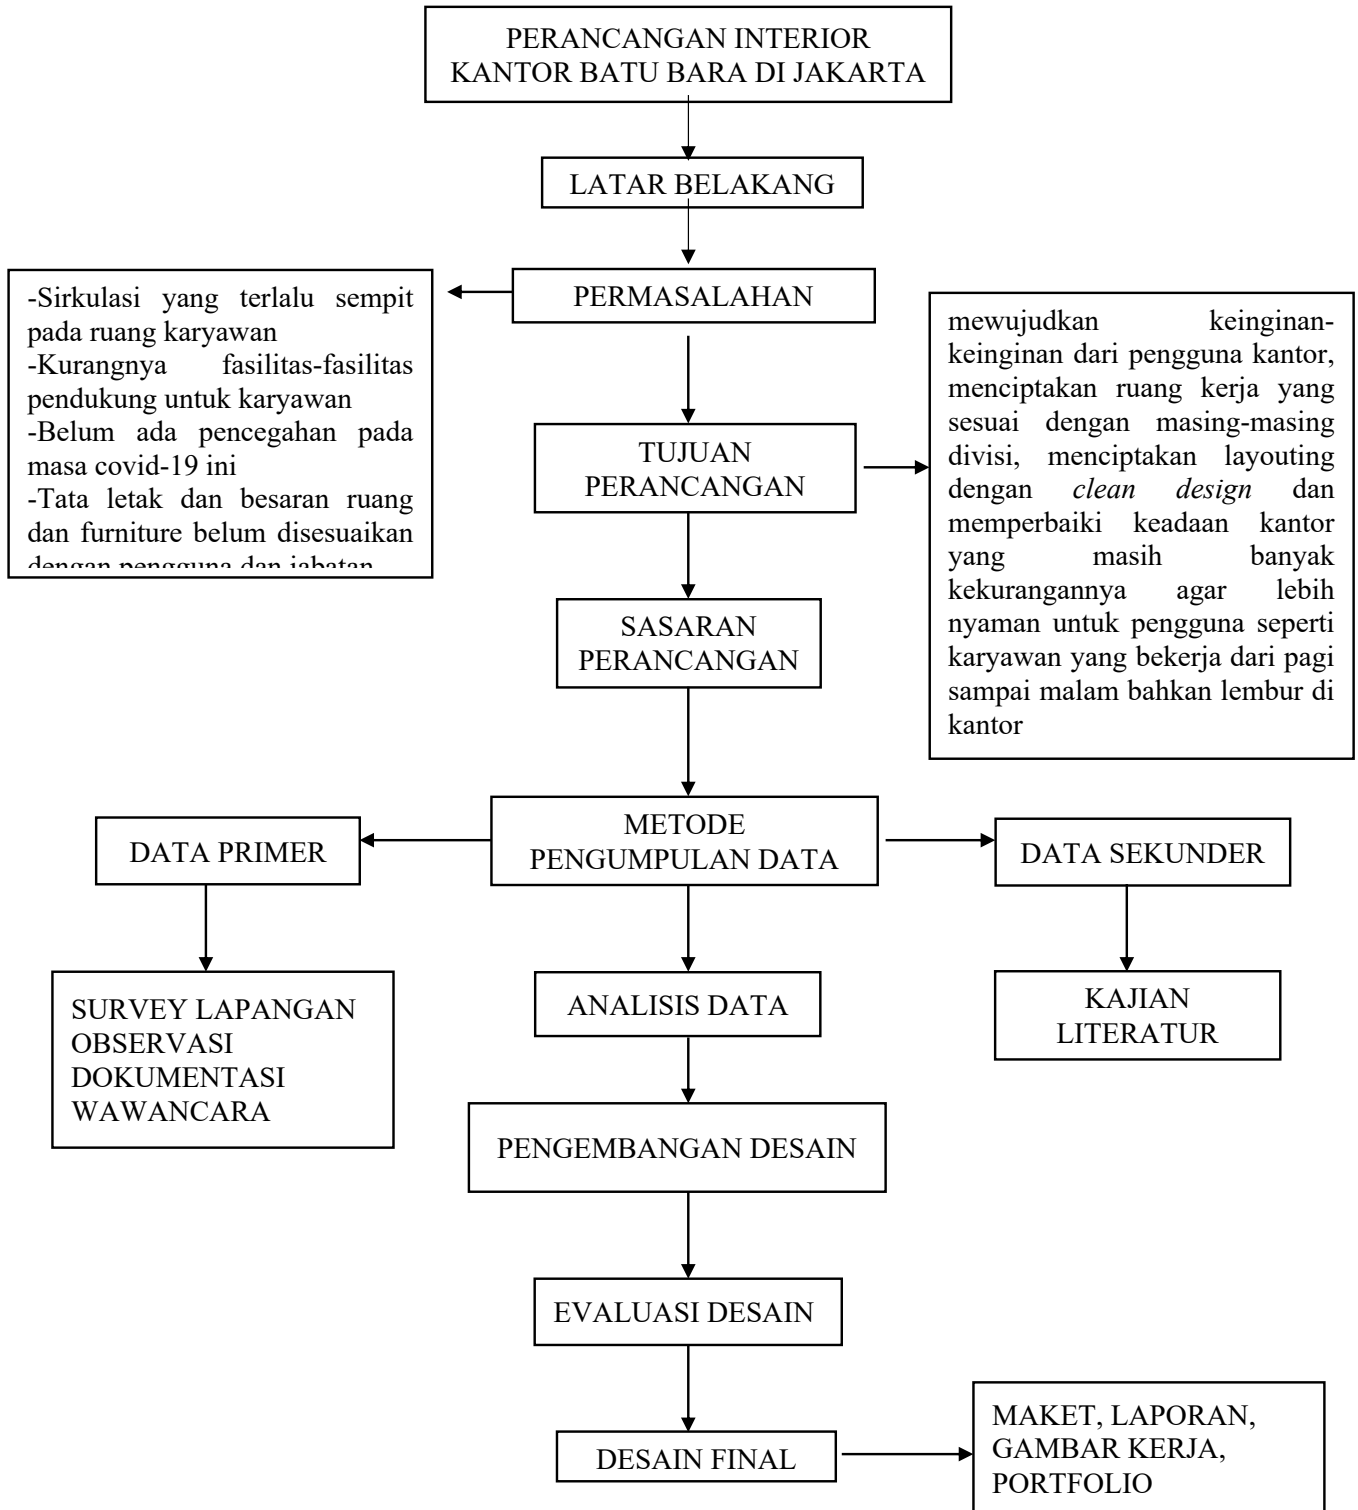 PERANCANGAN INTERIOR
KANTOR BATU BARA DI JAKARTA
LATAR BELAKANG
PERMASALAHAN
-Sirkulasi yang terlalu sempit
pada ruang karyawan
-Kurangnya fasilitas-fasilitas
pendukung untuk karyawan
-Belum ada pencegahan pada
masa covid-19 ini
-Tata letak dan besaran ruang
dan furniture belum disesuaikan
dengan pengguna dan jabatan
TUJUAN
PERANCANGAN
mewujudkan keinginan-
keinginan dari pengguna kantor,
menciptakan ruang kerja yang
sesuai dengan masing-masing
divisi, menciptakan layouting
dengan clean design dan
memperbaiki keadaan kantor
yang masih banyak
kekurangannya agar lebih
nyaman untuk pengguna seperti
karyawan yang bekerja dari pagi
sampai malam bahkan lembur di
kantor
SASARAN
PERANCANGAN
METODE
PENGUMPULAN DATA
DATA PRIMER
DATA SEKUNDER
SURVEY LAPANGAN
OBSERVASI
DOKUMENTASI
WAWANCARA
ANALISIS DATA
KAJIAN
LITERATUR
PENGEMBANGAN DESAIN
EVALUASI DESAIN
DESAIN FINAL
MAKET, LAPORAN,
GAMBAR KERJA,
PORTFOLIO